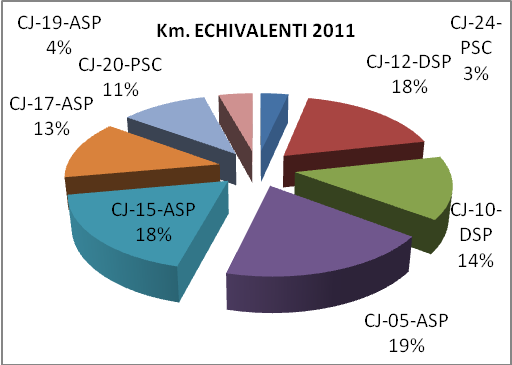 Km. ECHIVALENTI 2011
CJ-24-
PSC
3%
CJ-12-DSP
18%
CJ-10-
DSP
14%
CJ-05-ASP
19%
CJ-15-ASP
18%
CJ-17-ASP
13%
CJ-20-PSC
11%
CJ-19-ASP
4%